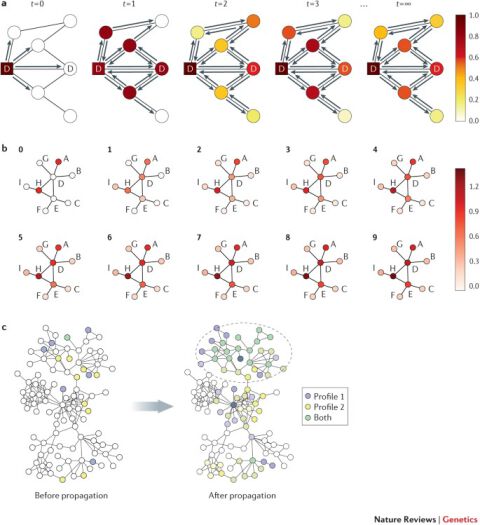 a
t=0
t=1
t=2
t=3
...
t=∞
D
D
D
D
D
D
D
D
D
D
1.0
0.8
0.6
0.4
0.2
0.0
b
0
1
2
3
4
G A B I H D F E C
G A B I H D F E C
G A B I H D F E C
G A B I H D F E C
G A B I H D F E C
5
6
7
8
9
G A B I H D F E C
G A B I H D F E C
G A B I H D F E C
G A B I H D F E C
G A B I H D F E C
1.2
0.9
0.6
0.3
0.0
c
Profile 1
Profile 2
Both
Before propagation
After propagation
Nature Reviews | Genetics